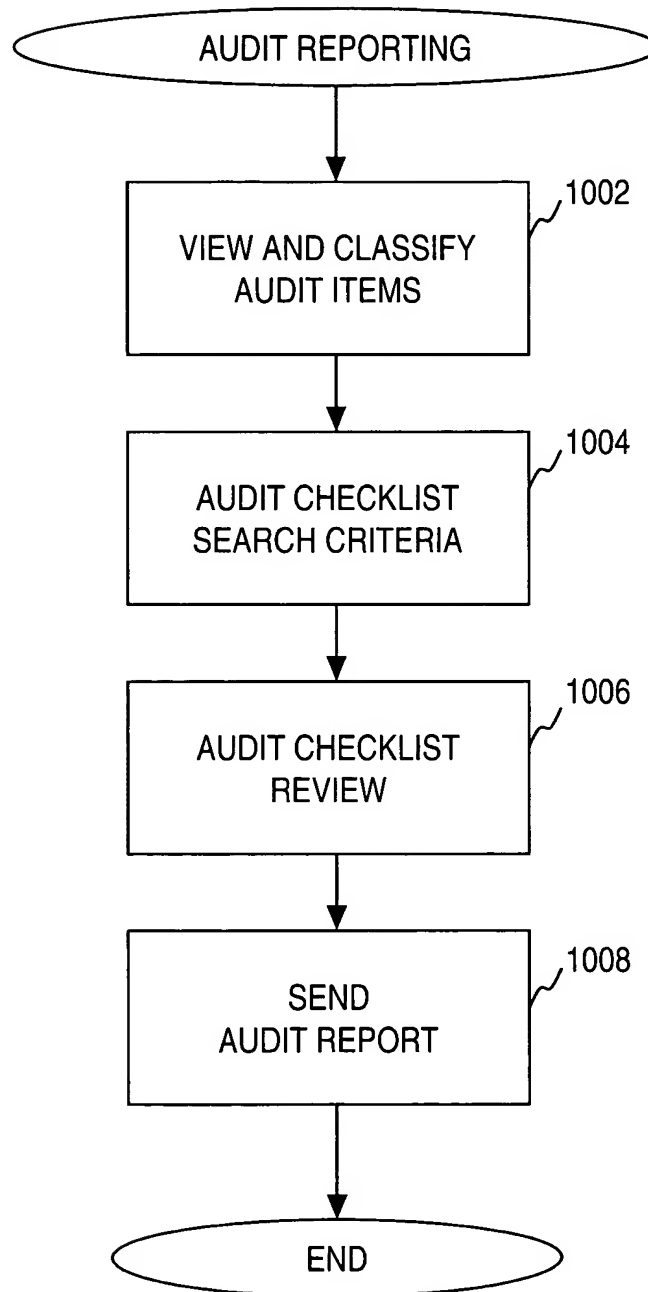 AUDIT REPORTING
1002
VIEW AND CLASSIFY
AUDIT ITEMS
1004
AUDIT CHECKLIST
SEARCH CRITERIA
1006
AUDIT CHECKLIST
REVIEW
1008
SEND
AUDIT REPORT
END